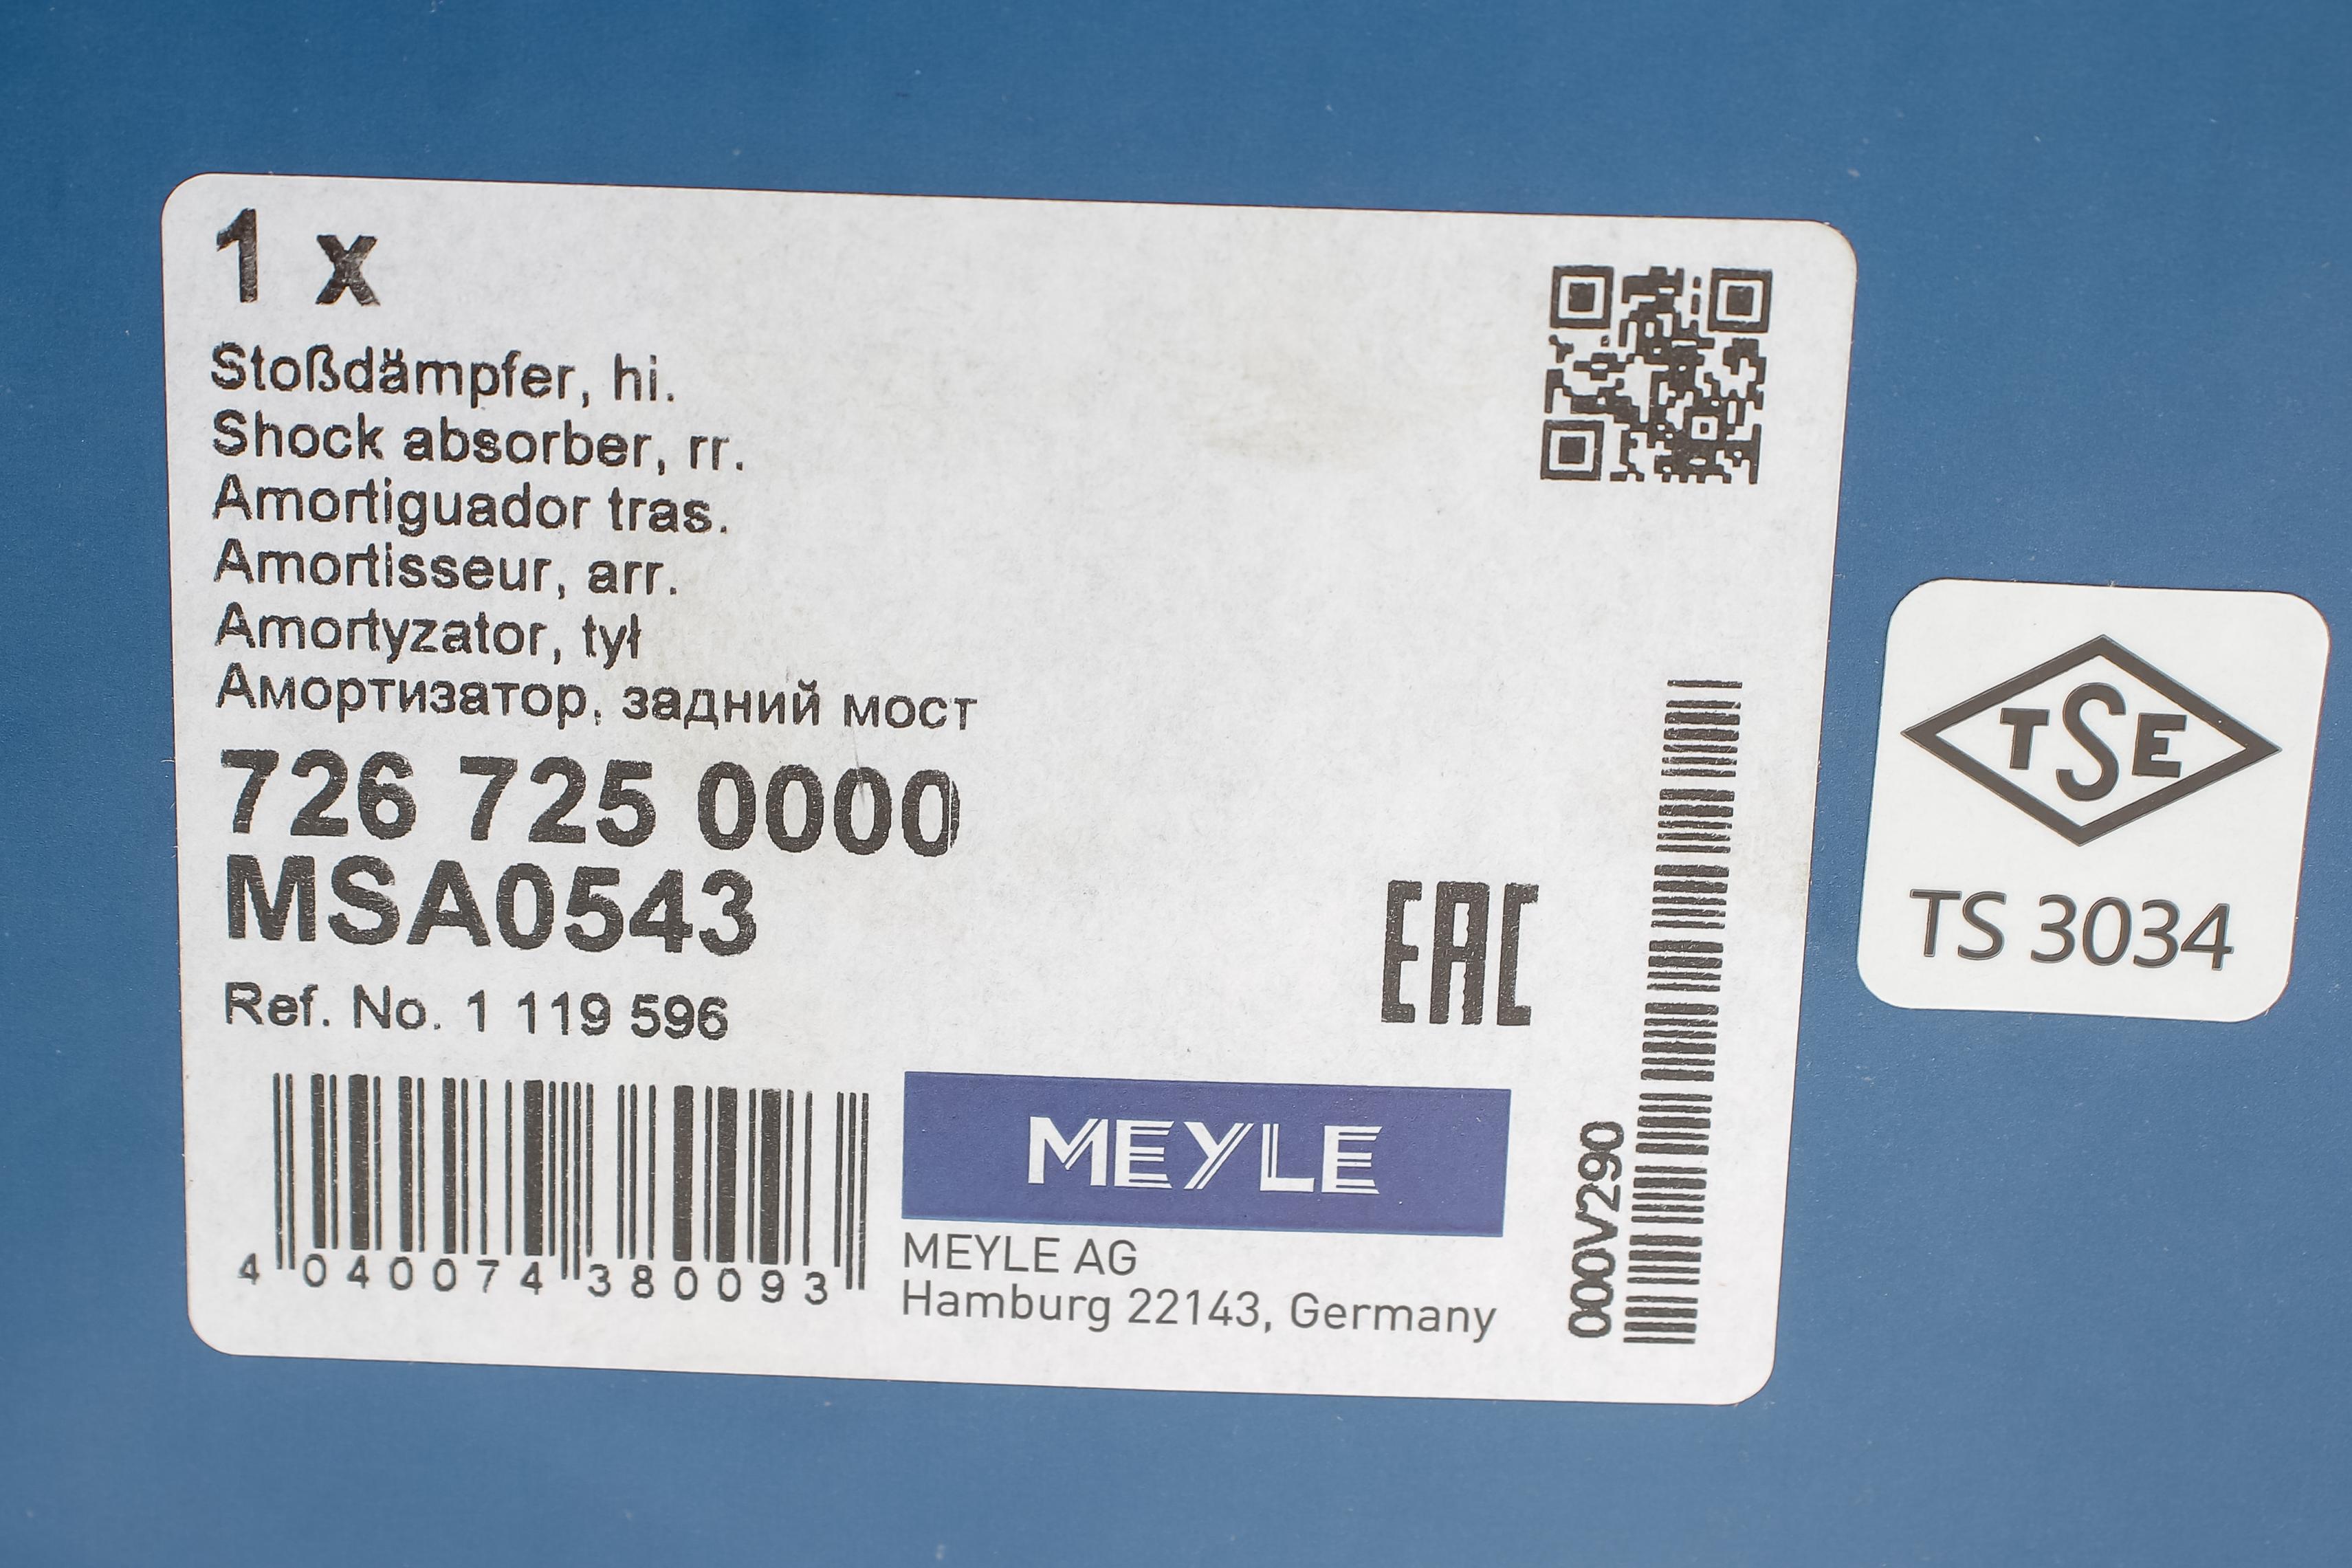 1 x
Stoßdämpfer, hi.
Shock absorber, rr.
Amortiguador tras.
Amortisseur, arr.
Amortyzator, tył
Амортизатор, задний мост
726 725 0000
MSA0543
Ref. No. 1 119 596
4 040074 380093
EAC
MEYLE
MEYLE AG
Hamburg 22143, Germany
000V290
TSE
TS 3034